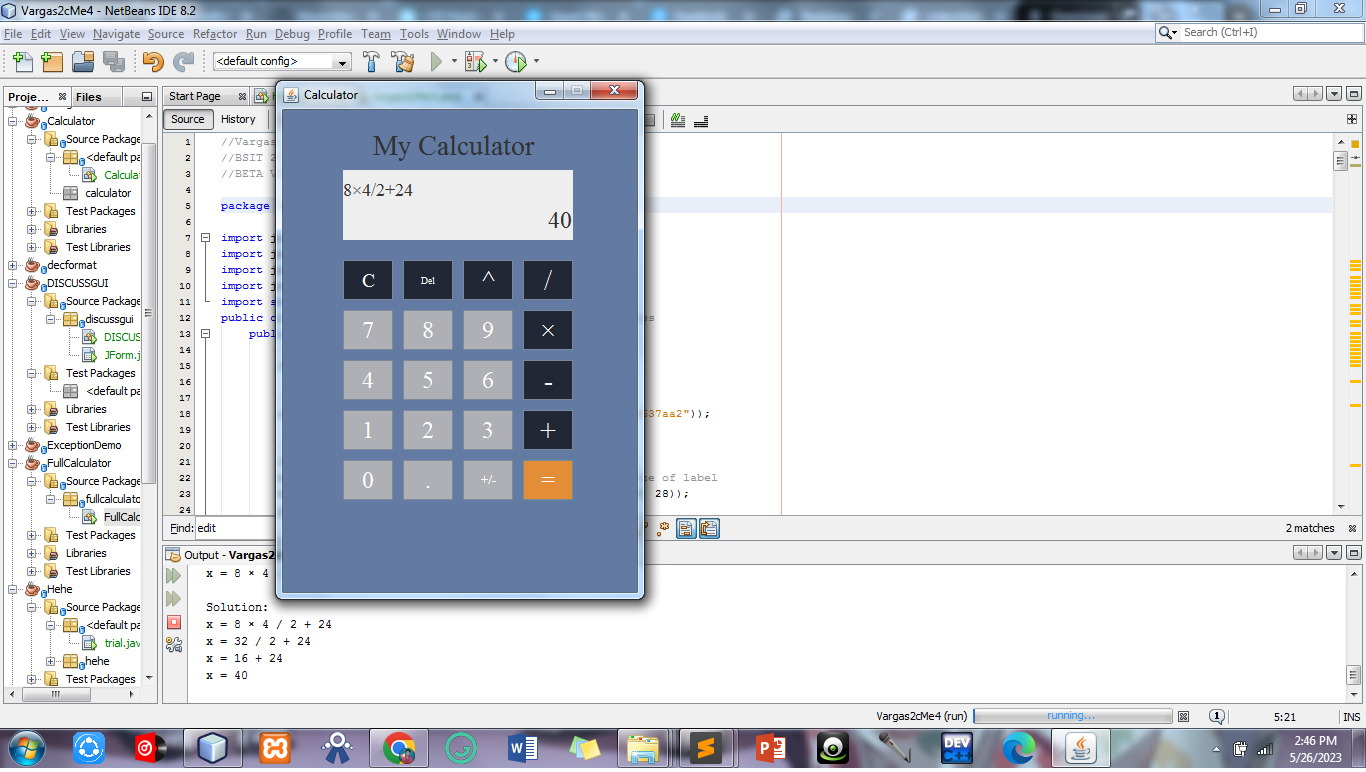 Vargas2cMe4 - NetBeans IDE 8.2
File Edit View Navigate Source Refactor Run Debug Profile Team Tools Window Help
Search (Ctrl+I)
<default config>
Proje...
Files
Calculator
Source Package
<default pa
Calcula
calculator
Test Packages
Libraries
Test Libraries
decformat
DISCUSSGUI
Source Package
discussgui
DISCUS
JForm.j
Test Packages
<default pa
Libraries
Test Libraries
ExceptionDemo
FullCalculator
Source Package
fullcalculato
FullCalc
Test Packages
Libraries
Test Libraries
Hehe
Source Package
<default pa
trial.jav
hehe
Test Packages
Start Page
Source
History
1 //Vargas
2 //BSIT 2
3 //BETA V
4
5 package
6
7 import j
8 import j
9 import j
10 import j
11 import s
12 public c
13 publ
14
15
16
17
18 537aa2"));
19
20
21
22 e of label
23 28));
24
Find: edit
2 matches
Calculator
My Calculator
8×4/2+24
40
C Del ^ /
7 8 9 ×
4 5 6 -
1 2 3 +
0 . +/- =
Output - Vargas2c
x = 8 × 4
Solution:
x = 8 × 4 / 2 + 24
x = 32 / 2 + 24
x = 16 + 24
x = 40
Vargas2cMe4 (run)
running...
1
5:21
INS
DEV
C++
2:46 PM
5/26/2023